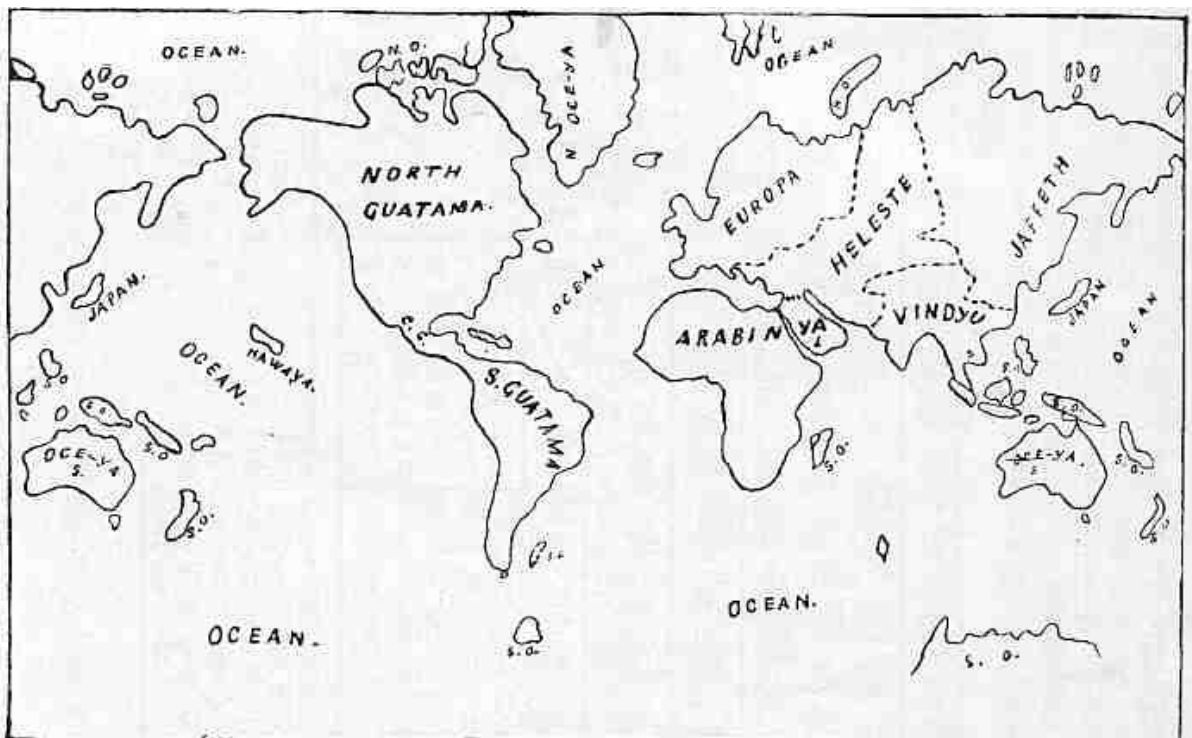 OCEAN.
N. O.
N. OCE-YA
OCEAN
NORTH
GUATAMA.
EUROPA
HELESTE
JAFFETH
JAPAN.
OCEAN
OCEAN
JAPAN
HAWAYA.
OCEAN.
ARABIN YA
VINDYU
S. GUATAMA
S.O.
S.O.
S.O.
S.O.
S.O.
OCE-YA
S.
S.O.
S.O.
OCE-YA.
S
S.O.
S.O.
OCEAN.
OCEAN.
S.O.
S. O.